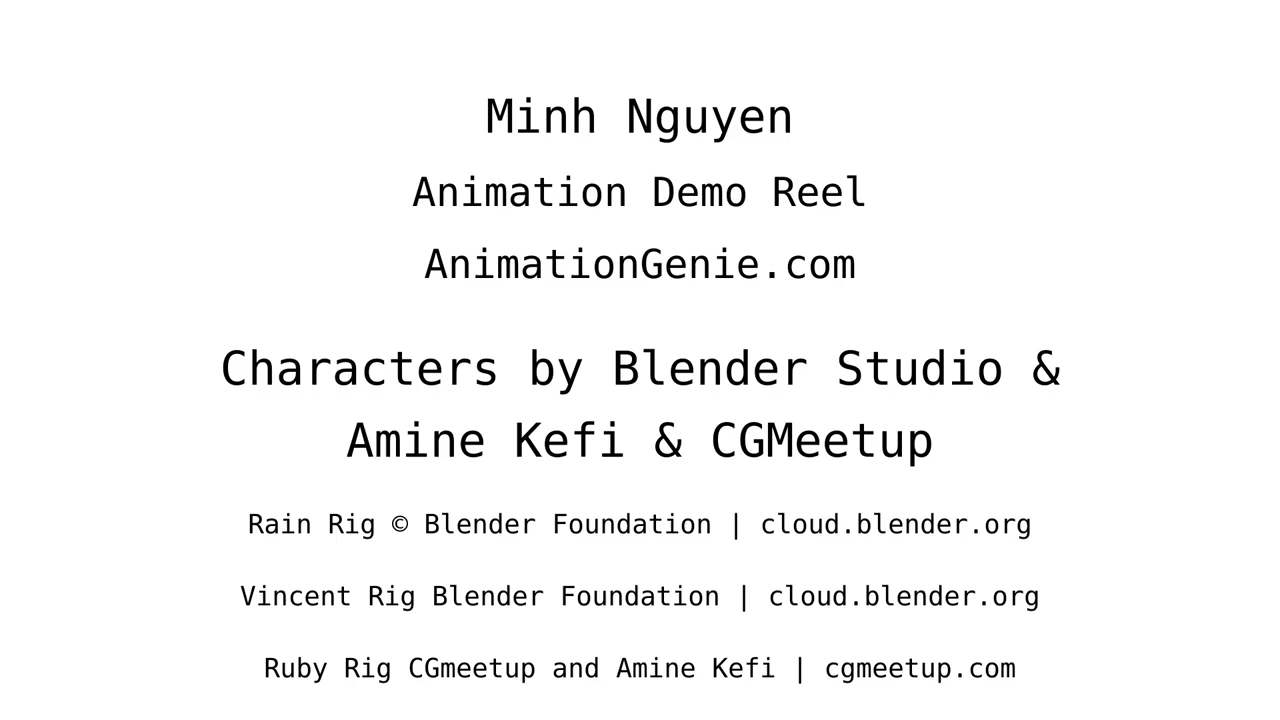 Minh Nguyen
Animation Demo Reel
AnimationGenie.com
Characters by Blender Studio &
Amine Kefi & CGMeetup
Rain Rig © Blender Foundation | cloud.blender.org
Vincent Rig Blender Foundation | cloud.blender.org
Ruby Rig CGmeetup and Amine Kefi | cgmeetup.com